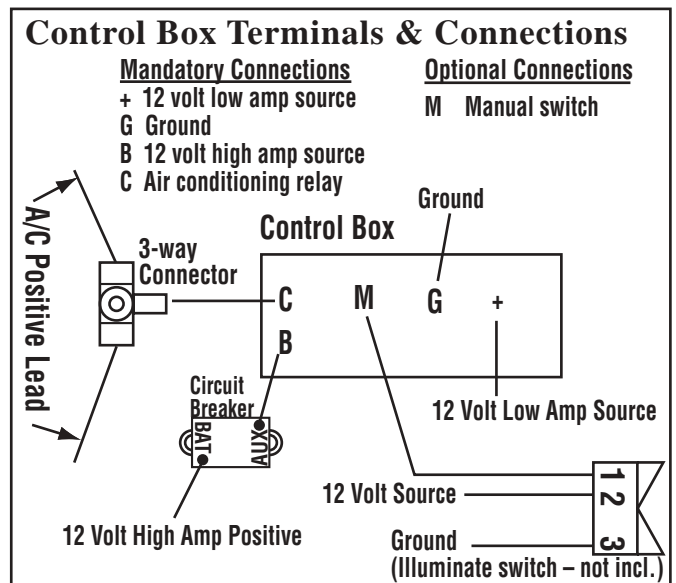 Control Box Terminals & Connections
Mandatory Connections
+ 12 volt low amp source
G Ground
B 12 volt high amp source
C Air conditioning relay
Optional Connections
M Manual switch
A/C Positive Lead
3-way
Connector
Control Box
Ground
C
M
G
+
B
Circuit
Breaker
BAT
AUX
12 Volt Low Amp Source
12 Volt High Amp Positive
12 Volt Source
1
2
3
Ground
(Illuminate switch – not incl.)